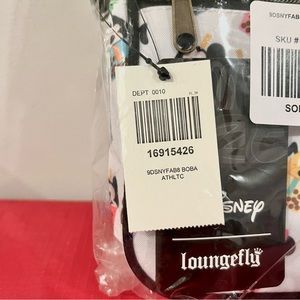 9DSNYFAB8
SKU #
DEPT 0010
16915426
9DSNYFAB8 BOBA
ATHLTC
DISNEY
Loungefly